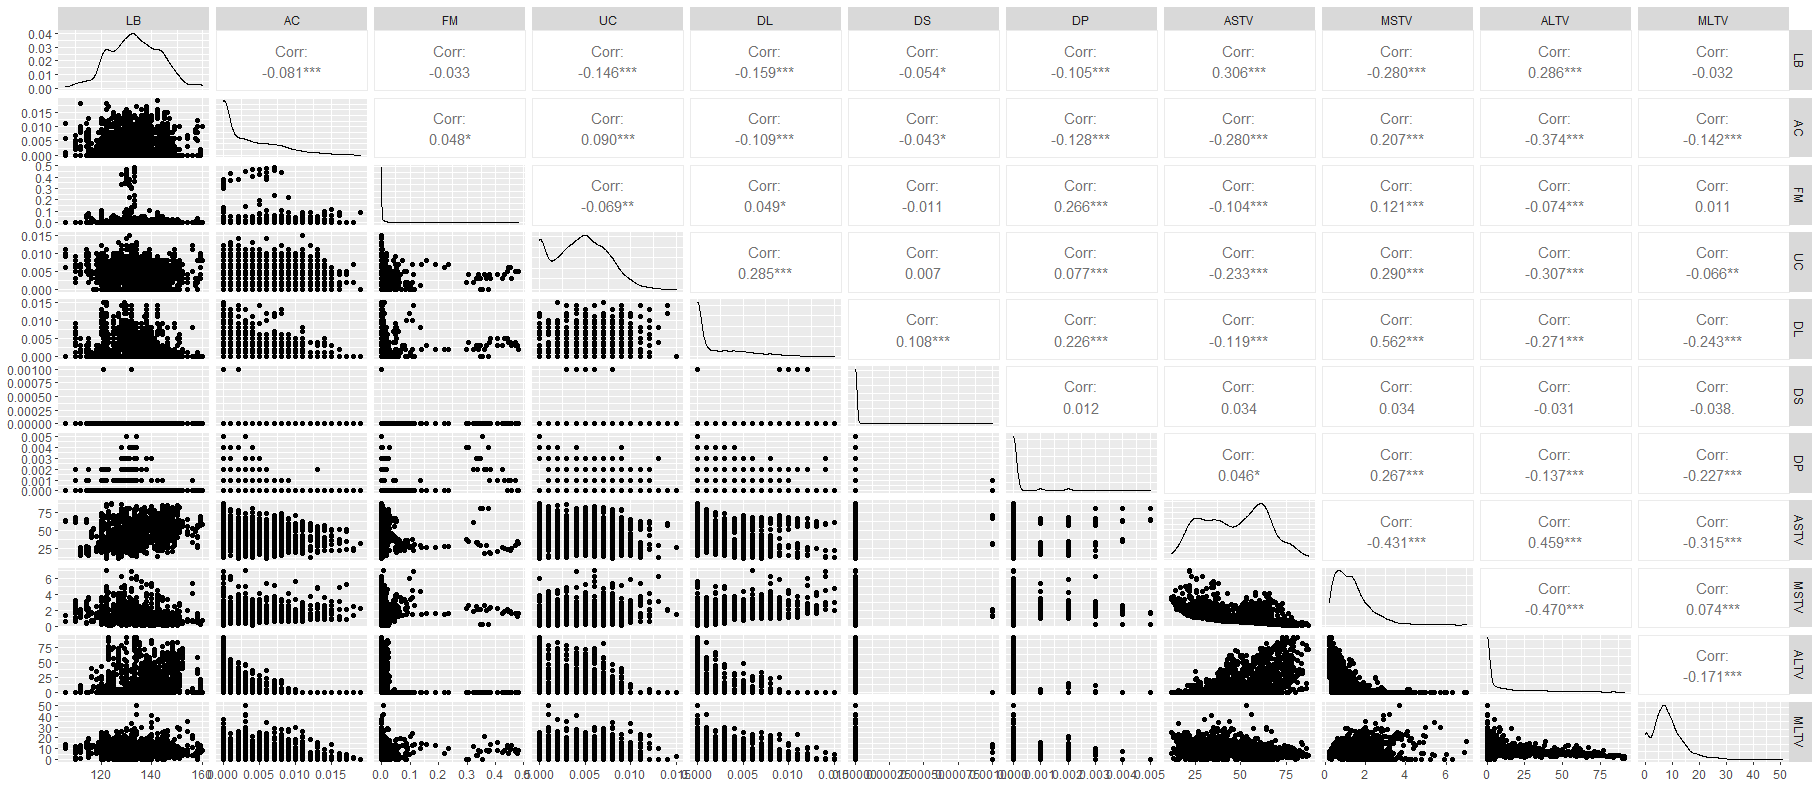 LB AC FM UC DL DS DP ASTV MSTV ALTV MLTV
0.04
0.03
0.02
0.01
0.00
Corr: Corr: Corr: Corr: Corr: Corr: Corr: Corr: Corr: Corr:
-0.081*** -0.033 -0.146*** -0.159*** -0.054* -0.105*** 0.306*** -0.280*** 0.286*** -0.032
LB
0.015
0.010
0.005
0.000
Corr: Corr: Corr: Corr: Corr: Corr: Corr: Corr: Corr:
0.048* 0.090*** -0.109*** -0.043* -0.128*** -0.280*** 0.207*** -0.374*** -0.142***
AC
0.5
0.4
0.3
0.2
0.1
0.0
Corr: Corr: Corr: Corr: Corr: Corr: Corr: Corr:
-0.069** 0.049* -0.011 0.266*** -0.104*** 0.121*** -0.074*** 0.011
FM
0.015
0.010
0.005
0.000
Corr: Corr: Corr: Corr: Corr: Corr: Corr:
0.285*** 0.007 0.077*** -0.233*** 0.290*** -0.307*** -0.066**
UC
0.015
0.010
0.005
0.000
Corr: Corr: Corr: Corr: Corr: Corr:
0.108*** 0.226*** -0.119*** 0.562*** -0.271*** -0.243***
DL
0.00100
0.00075
0.00050
0.00025
0.00000
Corr: Corr: Corr: Corr: Corr:
0.012 0.034 0.034 -0.031 -0.038.
DS
0.005
0.004
0.003
0.002
0.001
0.000
Corr: Corr: Corr: Corr:
0.046* 0.267*** -0.137*** -0.227***
DP
75
50
25
Corr: Corr: Corr:
-0.431*** 0.459*** -0.315***
ASTV
6
4
2
0
Corr: Corr:
-0.470*** 0.074***
MSTV
75
50
25
0
Corr:
-0.171***
ALTV
50
40
30
20
10
0
MLTV
120 140 160 0.005 0.010 0.015 0.1 0.2 0.3 0.4 0.005 0.010 0.005 0.010 0.001 0.002 0.003 0.004 0.005 25 50 75 0 2 4 6 0 25 50 75 0 10 20 30 40 50